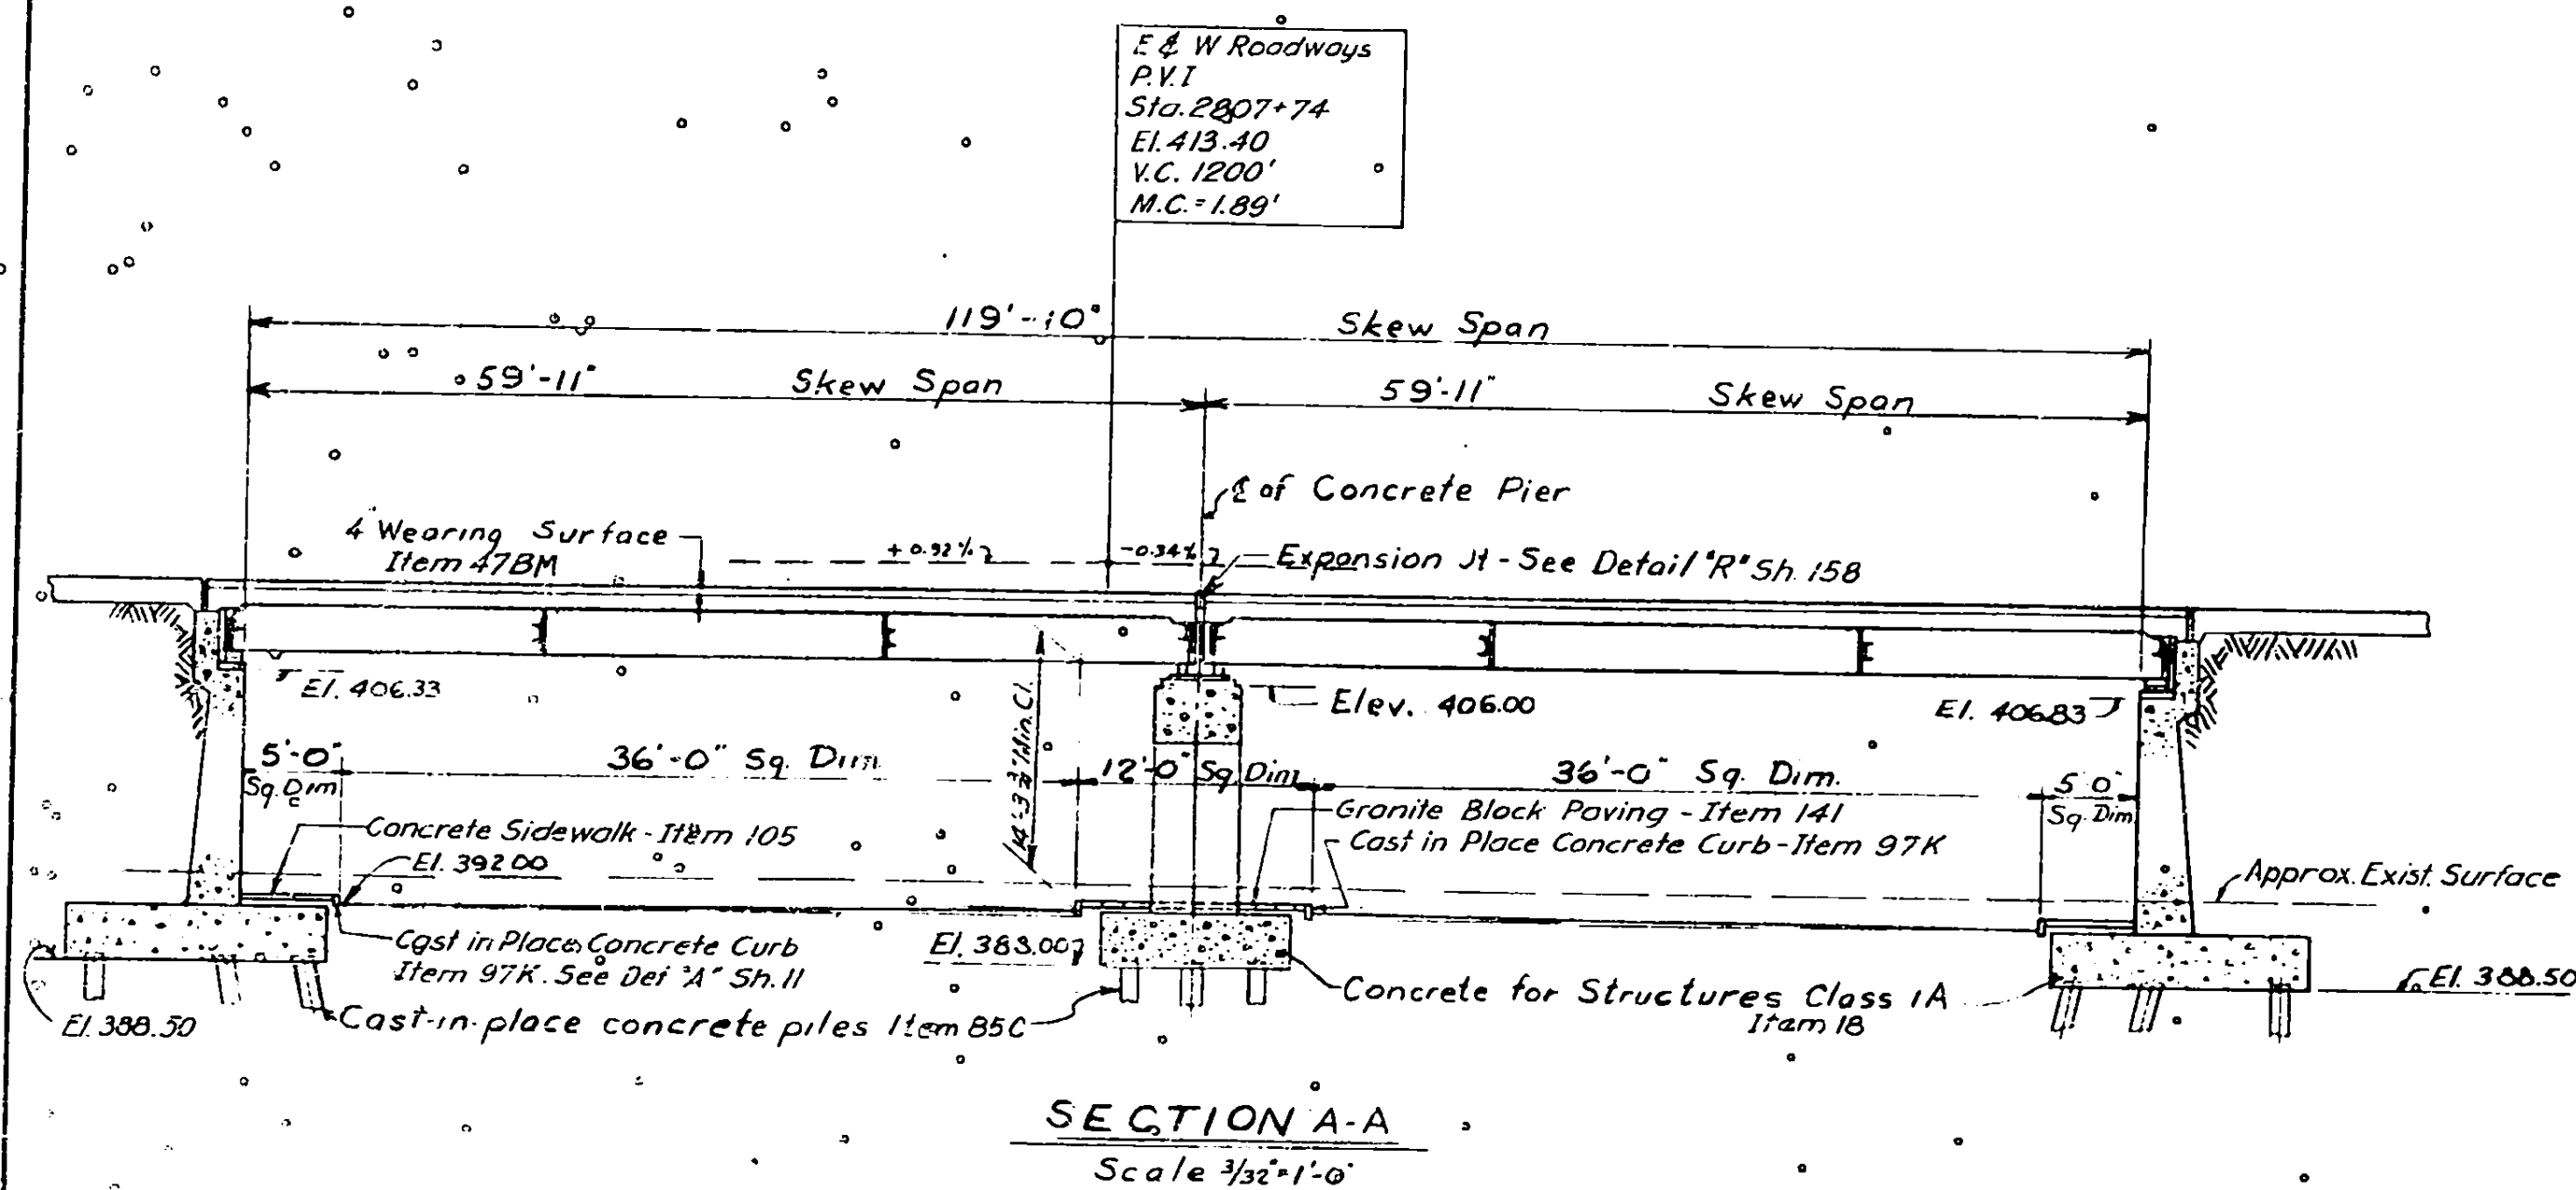 E & W Roadways
P.V.I
Sta. 2807+74
El. 413.40
V.C. 1200'
M.C. = 1.89'
119'-10" Skew Span
59'-11" Skew Span
59'-11" Skew Span
℄ of Concrete Pier
4" Wearing Surface
Item 47BM
+0.92%
-0.34%
Expansion Jt - See Detail "R" Sh. 158
El. 406.33
Elev. 406.00
El. 406.83
5'-0"
Sq. Dim
36'-0" Sq. Dim
Min. Cl.
12'-0" Sq. Dim
36'-0" Sq. Dim.
5'-0"
Sq. Dim
Granite Block Paving - Item 141
Concrete Sidewalk - Item 105
Cast in Place Concrete Curb - Item 97K
El. 392.00
Approx. Exist. Surface
Cast in Place Concrete Curb
Item 97K. See Det "A" Sh. 11
El. 388.00
Concrete for Structures Class 1A
Item 18
El. 388.50
El. 388.50
Cast-in-place concrete piles Item 85C
SECTION A-A
Scale 3/32" = 1'-0"